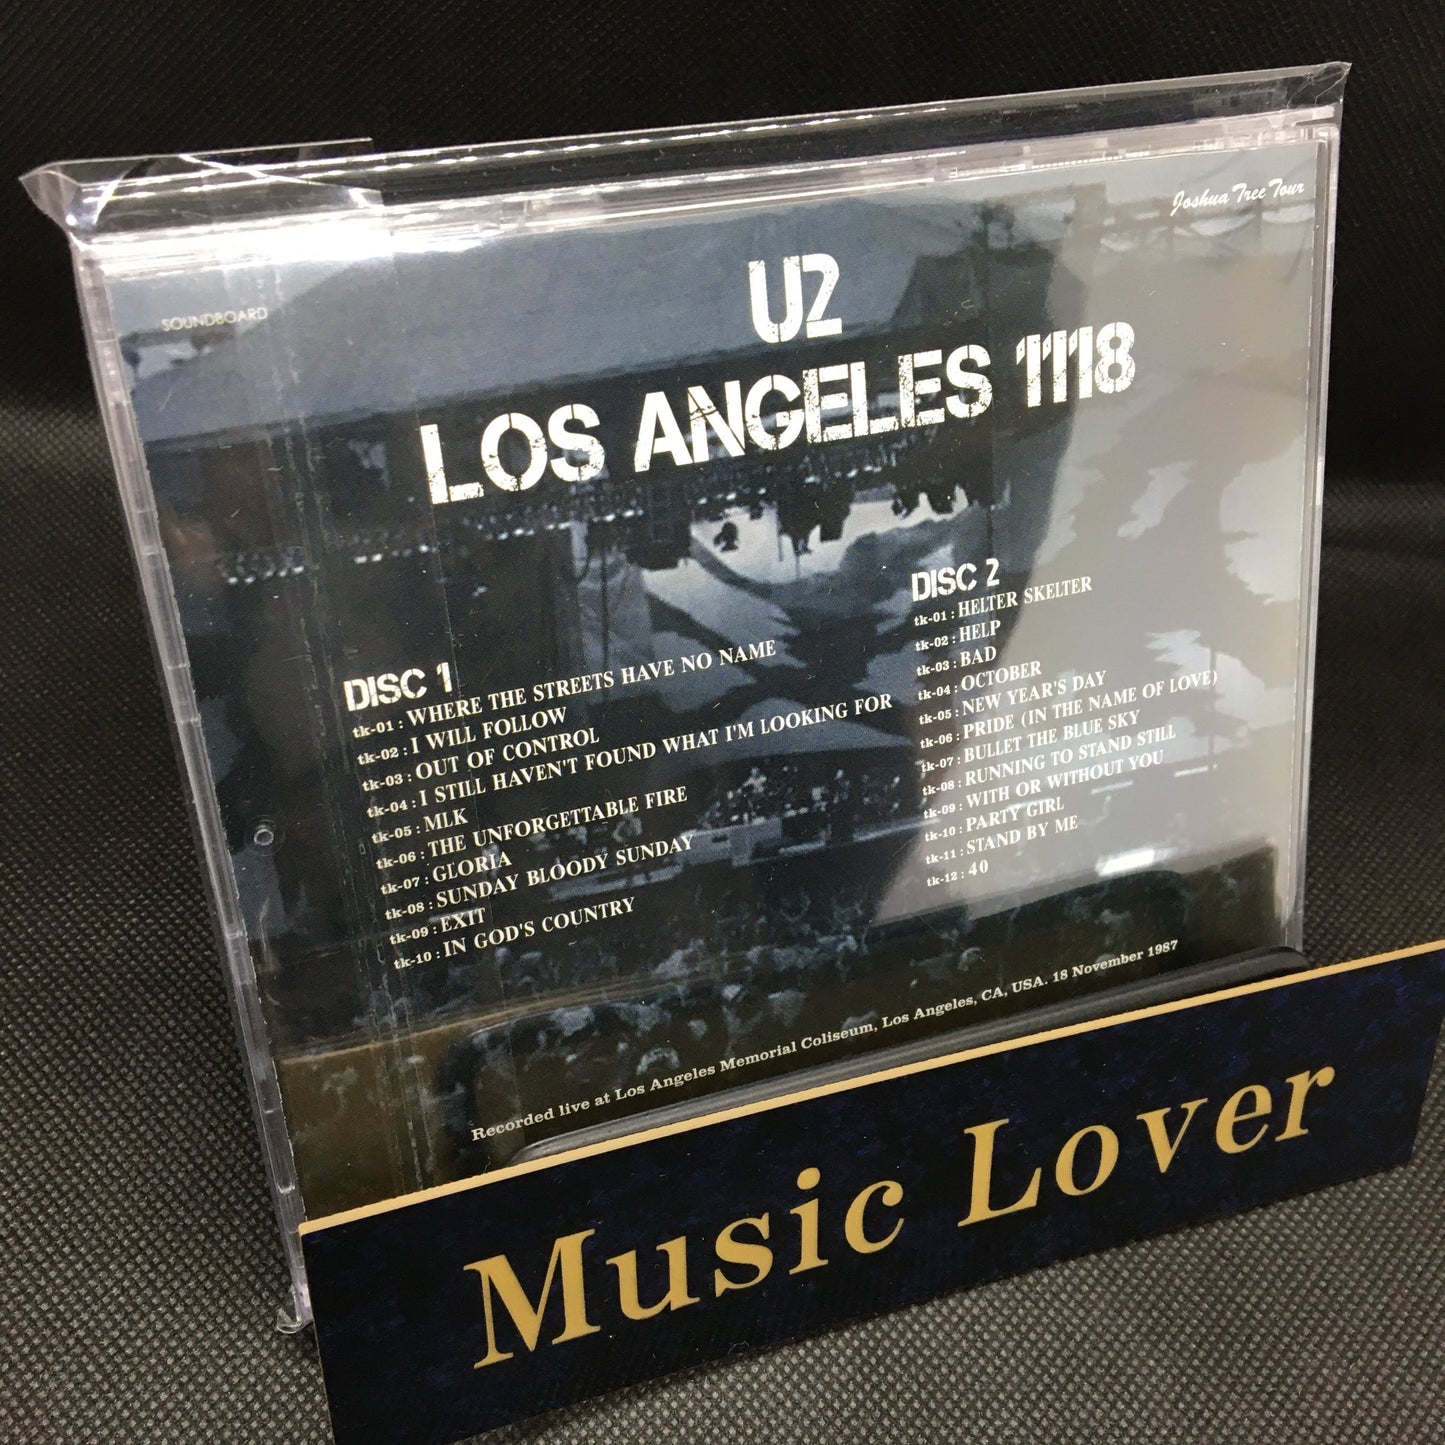 Joshua Tree Tour
SOUNDBOARD
U2
LOS ANGELES 1118
DISC 1
tk-01 : WHERE THE STREETS HAVE NO NAME
tk-02 : I WILL FOLLOW
tk-03 : OUT OF CONTROL
tk-04 : I STILL HAVEN'T FOUND WHAT I'M LOOKING FOR
tk-05 : MLK
tk-06 : THE UNFORGETTABLE FIRE
tk-07 : GLORIA
tk-08 : SUNDAY BLOODY SUNDAY
tk-09 : EXIT
tk-10 : IN GOD'S COUNTRY
DISC 2
tk-01 : HELTER SKELTER
tk-02 : HELP
tk-03 : BAD
tk-04 : OCTOBER
tk-05 : NEW YEAR'S DAY
tk-06 : PRIDE (IN THE NAME OF LOVE)
tk-07 : BULLET THE BLUE SKY
tk-08 : RUNNING TO STAND STILL
tk-09 : WITH OR WITHOUT YOU
tk-10 : PARTY GIRL
tk-11 : STAND BY ME
tk-12 : 40
Recorded live at Los Angeles Memorial Coliseum, Los Angeles, CA, USA. 18 November 1987
Music Lover